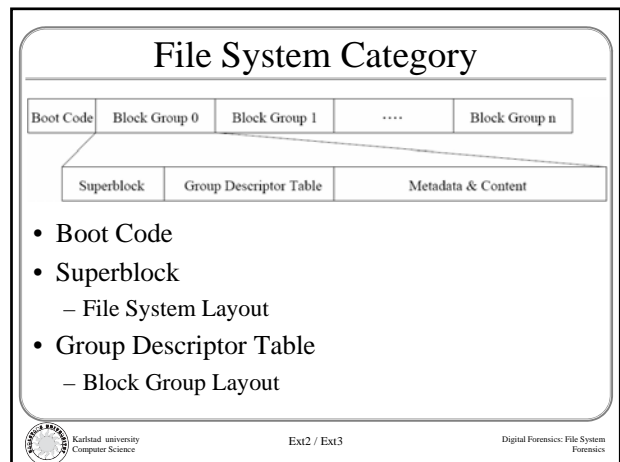 File System Category
Boot Code Block Group 0 Block Group 1 .... Block Group n
Superblock Group Descriptor Table Metadata & Content
• Boot Code
• Superblock
– File System Layout
• Group Descriptor Table
– Block Group Layout
Karlstad university
Computer Science
Ext2 / Ext3
Digital Forensics: File System
Forensics